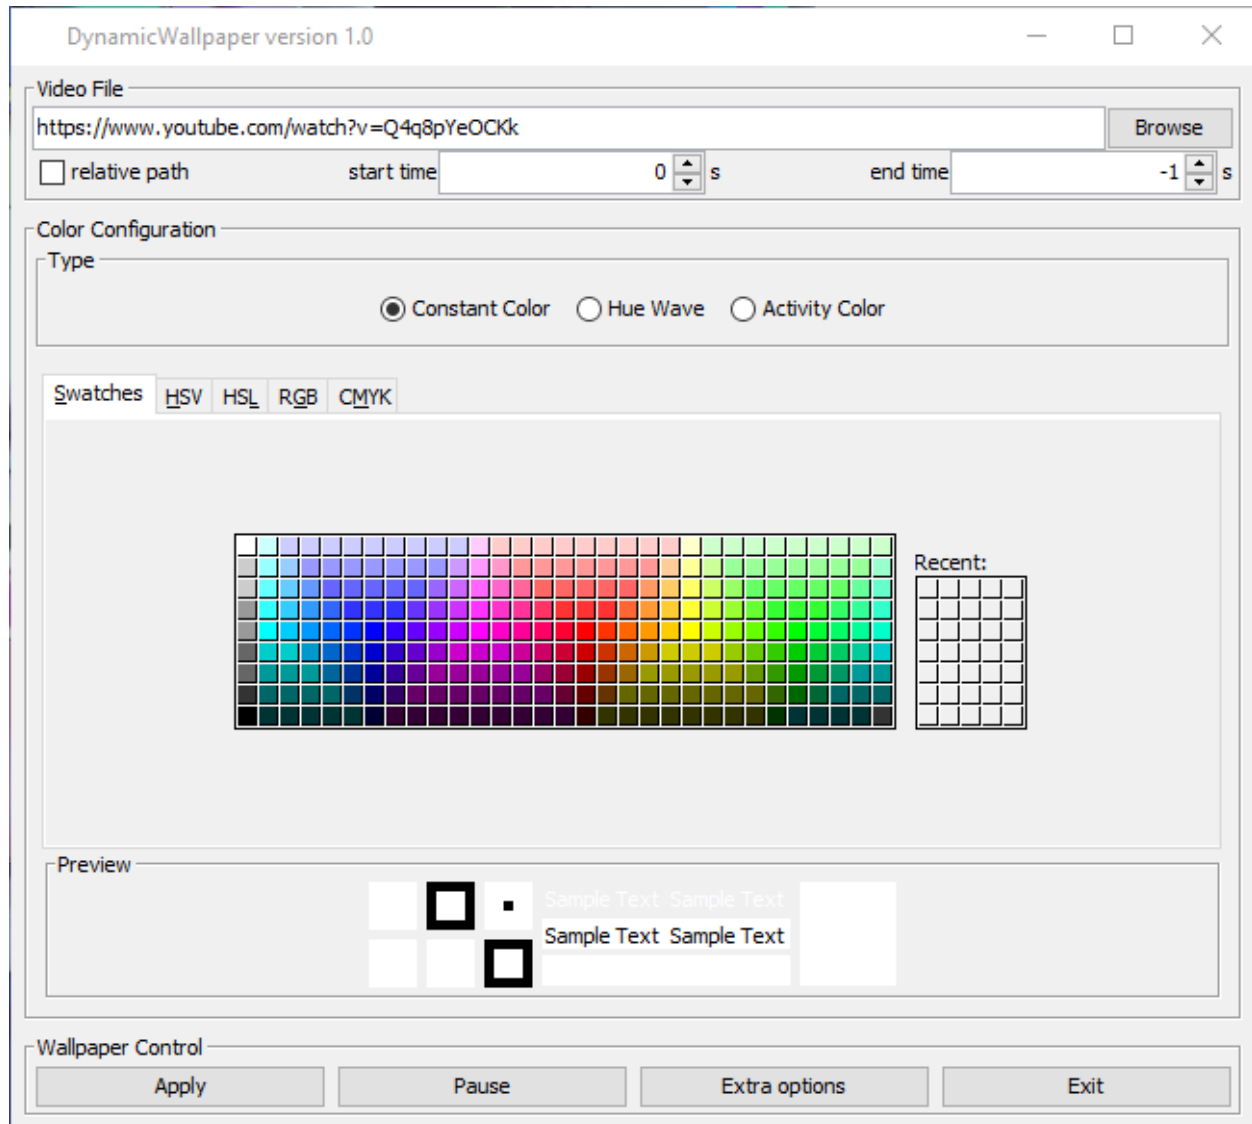 DynamicWallpaper version 1.0
Video File
https://www.youtube.com/watch?v=Q4q8pYeOCKk
Browse
relative path start time 0 s end time -1 s
Color Configuration
Type
Constant Color Hue Wave Activity Color
Swatches HSV HSL RGB CMYK
Recent:
Preview
Sample Text Sample Text
Sample Text Sample Text
Wallpaper Control
Apply Pause Extra options Exit